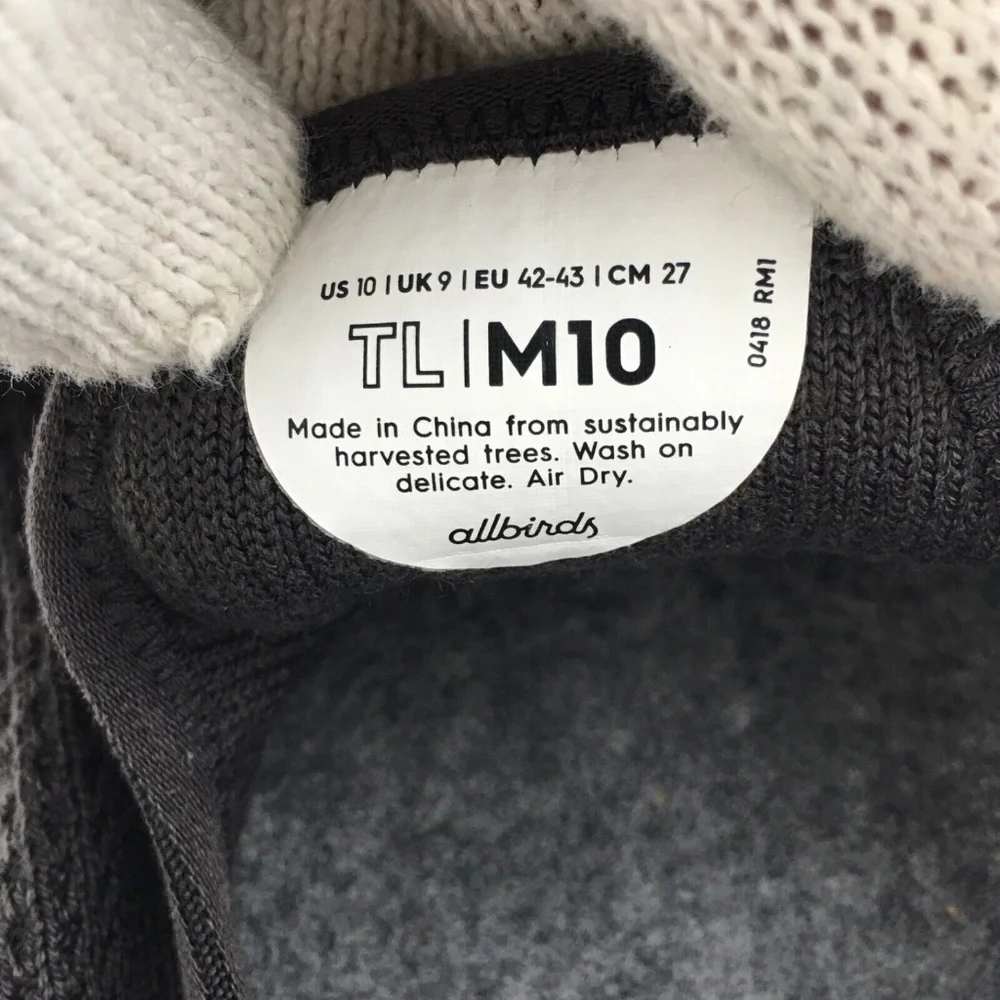 US 10 | UK 9 | EU 42-43 | CM 27
TL | M10
Made in China from sustainably
harvested trees. Wash on
delicate. Air Dry.
allbirds
0418 RM1